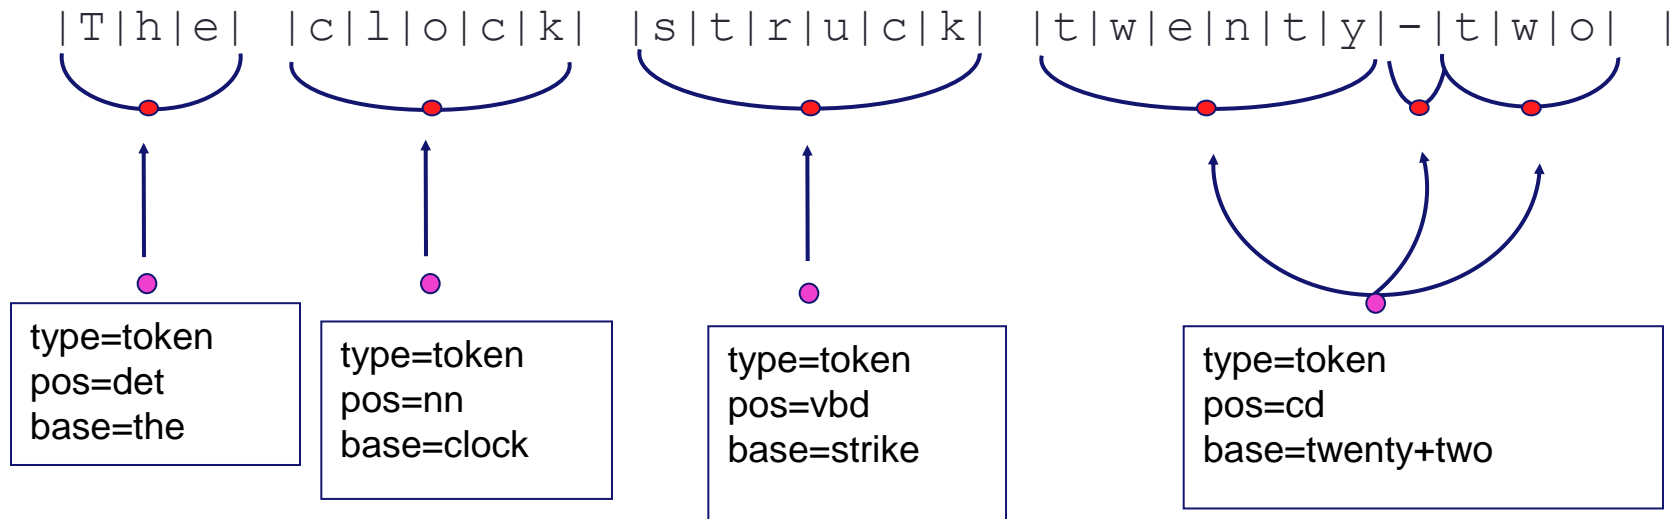 |T|h|e| |c|l|o|c|k| |s|t|r|u|c|k| |t|w|e|n|t|y|-|t|w|o| |
type=token
pos=det
base=the
type=token
pos=nn
base=clock
type=token
pos=vbd
base=strike
type=token
pos=cd
base=twenty+two